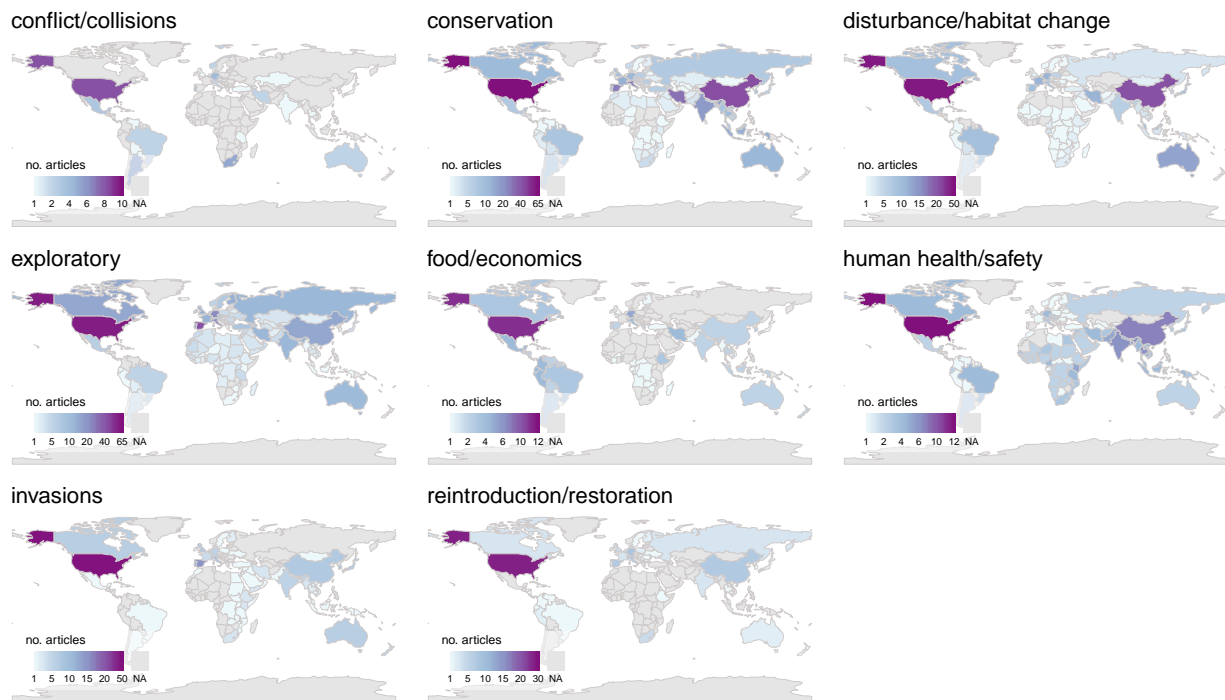 conflict/collisions
conservation
disturbance/habitat change
no. articles
1 2 4 6 8 10 NA
no. articles
1 5 10 20 40 65 NA
no. articles
1 5 10 15 20 50 NA
exploratory
food/economics
human health/safety
no. articles
1 5 10 20 40 65 NA
no. articles
1 2 4 6 10 12 NA
no. articles
1 2 4 6 10 12 NA
invasions
reintroduction/restoration
no. articles
1 5 10 15 20 50 NA
no. articles
1 5 10 15 20 30 NA